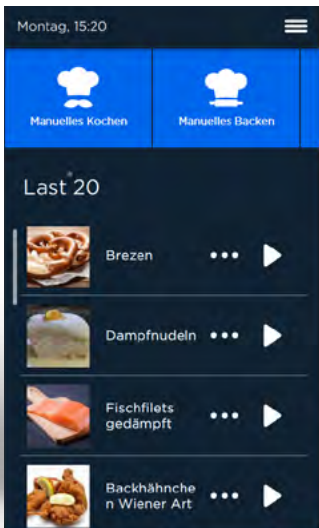 Montag, 15:20
Manuelles Kochen
Manuelles Backen
Last 20
Brezen
Dampfnudeln
Fischfilets
gedämpft
Backhähnche
n Wiener Art